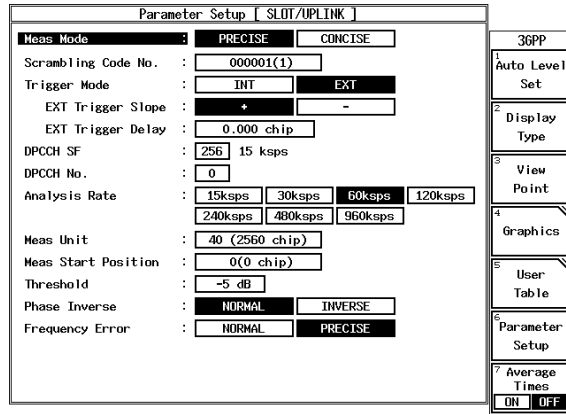 Parameter Setup [ SLOT/UPLINK ]
Meas Mode : PRECISE CONCISE
Scrambling Code No. : 000001(1)
Trigger Mode : INT EXT
EXT Trigger Slope : + -
EXT Trigger Delay : 0.000 chip
DPCCH SF : 256 15 ksps
DPCCH No. : 0
Analysis Rate : 15ksps 30ksps 60ksps 120ksps
240ksps 480ksps 960ksps
Meas Unit : 40 (2560 chip)
Meas Start Position : 0(0 chip)
Threshold : -5 dB
Phase Inverse : NORMAL INVERSE
Frequency Error : NORMAL PRECISE
3GPP
1
Auto Level
Set
2
Display
Type
3
View
Point
4
Graphics
5
User
Table
6
Parameter
Setup
7
Average
Times
ON OFF